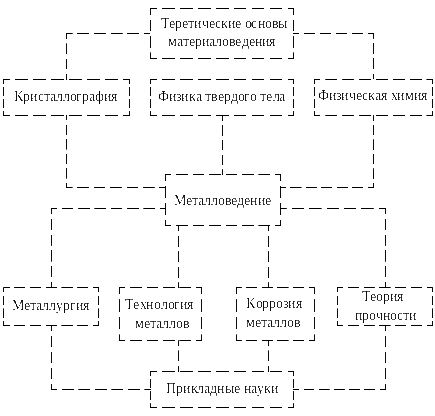 Теретические основы
материаловедения
Кристаллография
Физика твердого тела
Физическая химия
Металловедение
Металлургия
Технология
металлов
Коррозия
металлов
Теория
прочности
Прикладные науки